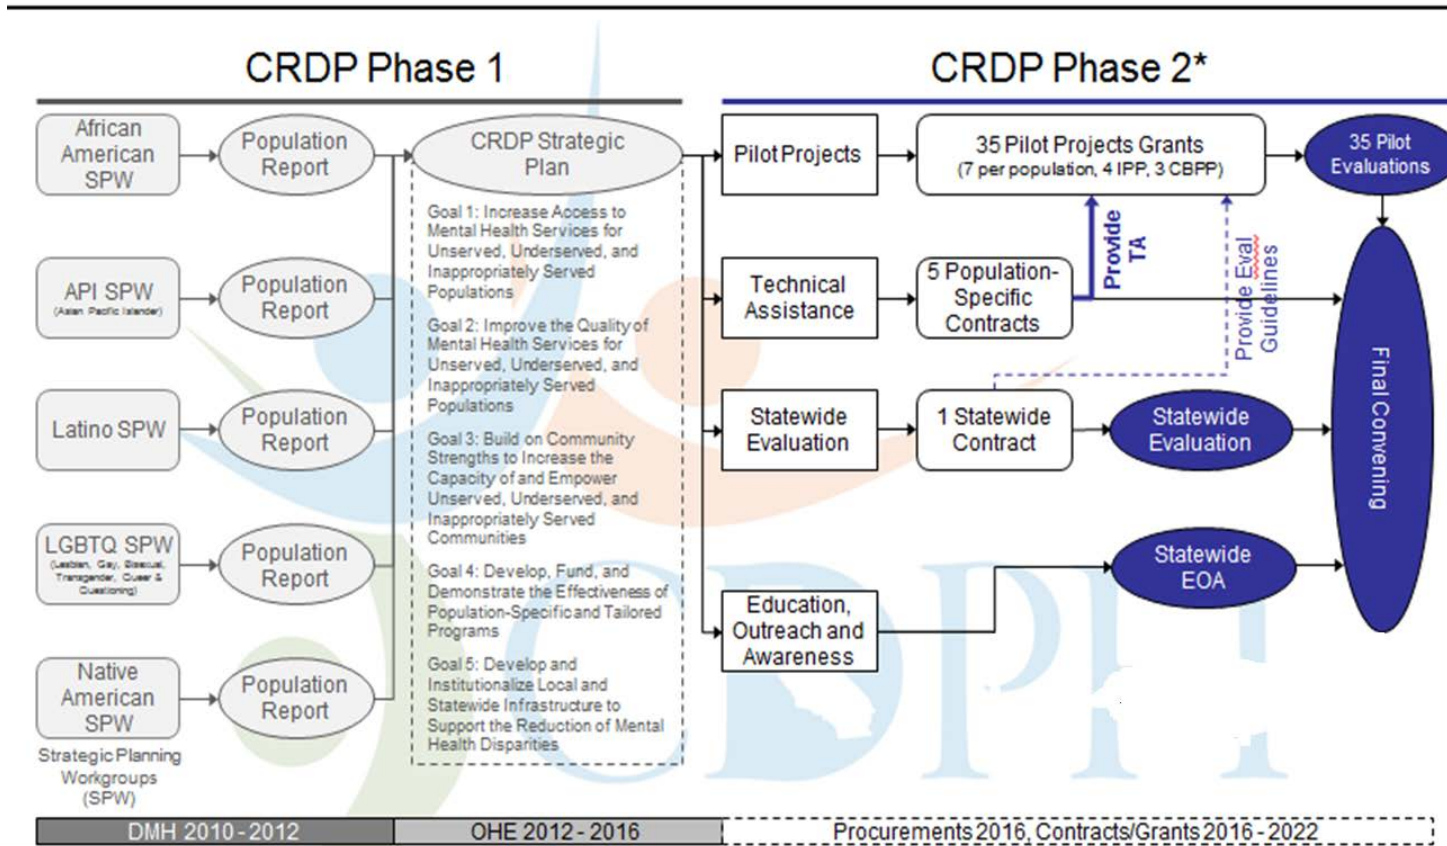 CRDP Phase 1
CRDP Phase 2*
African
American
SPW
Population
Report
API SPW
(Asian Pacific Islander)
Population
Report
Latino SPW
Population
Report
LGBTQ SPW
(Lesbian, Gay, Bisexual,
Transgender, Queer &
Questioning)
Population
Report
Native
American
SPW
Population
Report
Strategic Planning
Workgroups
(SPW)
CRDP Strategic
Plan
Goal 1: Increase Access to
Mental Health Services for
Unserved, Underserved, and
Inappropriately Served
Populations
Goal 2: Improve the Quality of
Mental Health Services for
Unserved, Underserved, and
Inappropriately Served
Populations
Goal 3: Build on Community
Strengths to Increase the
Capacity of and Empower
Unserved, Underserved, and
Inappropriately Served
Communities
Goal 4: Develop, Fund, and
Demonstrate the Effectiveness of
Population-Specific and Tailored
Programs
Goal 5: Develop and
Institutionalize Local and
Statewide Infrastructure to
Support the Reduction of Mental
Health Disparities
Pilot Projects
35 Pilot Projects Grants
(7 per population, 4 IPP, 3 CBPP)
35 Pilot
Evaluations
Technical
Assistance
5 Population-
Specific
Contracts
Provide
TA
Provide Eval
Guidelines
Statewide
Evaluation
1 Statewide
Contract
Statewide
Evaluation
Education,
Outreach and
Awareness
Statewide
EOA
Final Convening
CDPH
DMH 2010 - 2012
OHE 2012 - 2016
Procurements 2016, Contracts/Grants 2016 - 2022